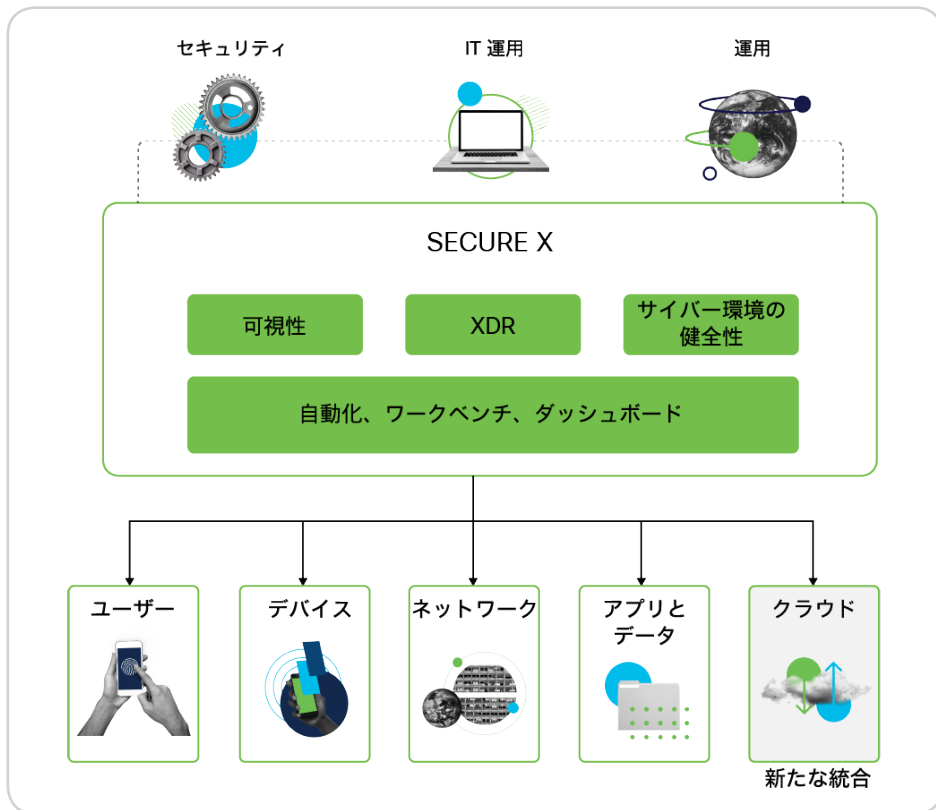 セキュリティ
IT 運用
運用
SECURE X
可視性
XDR
サイバー環境の
健全性
自動化、ワークベンチ、ダッシュボード
ユーザー
デバイス
ネットワーク
アプリと
データ
クラウド
新たな統合